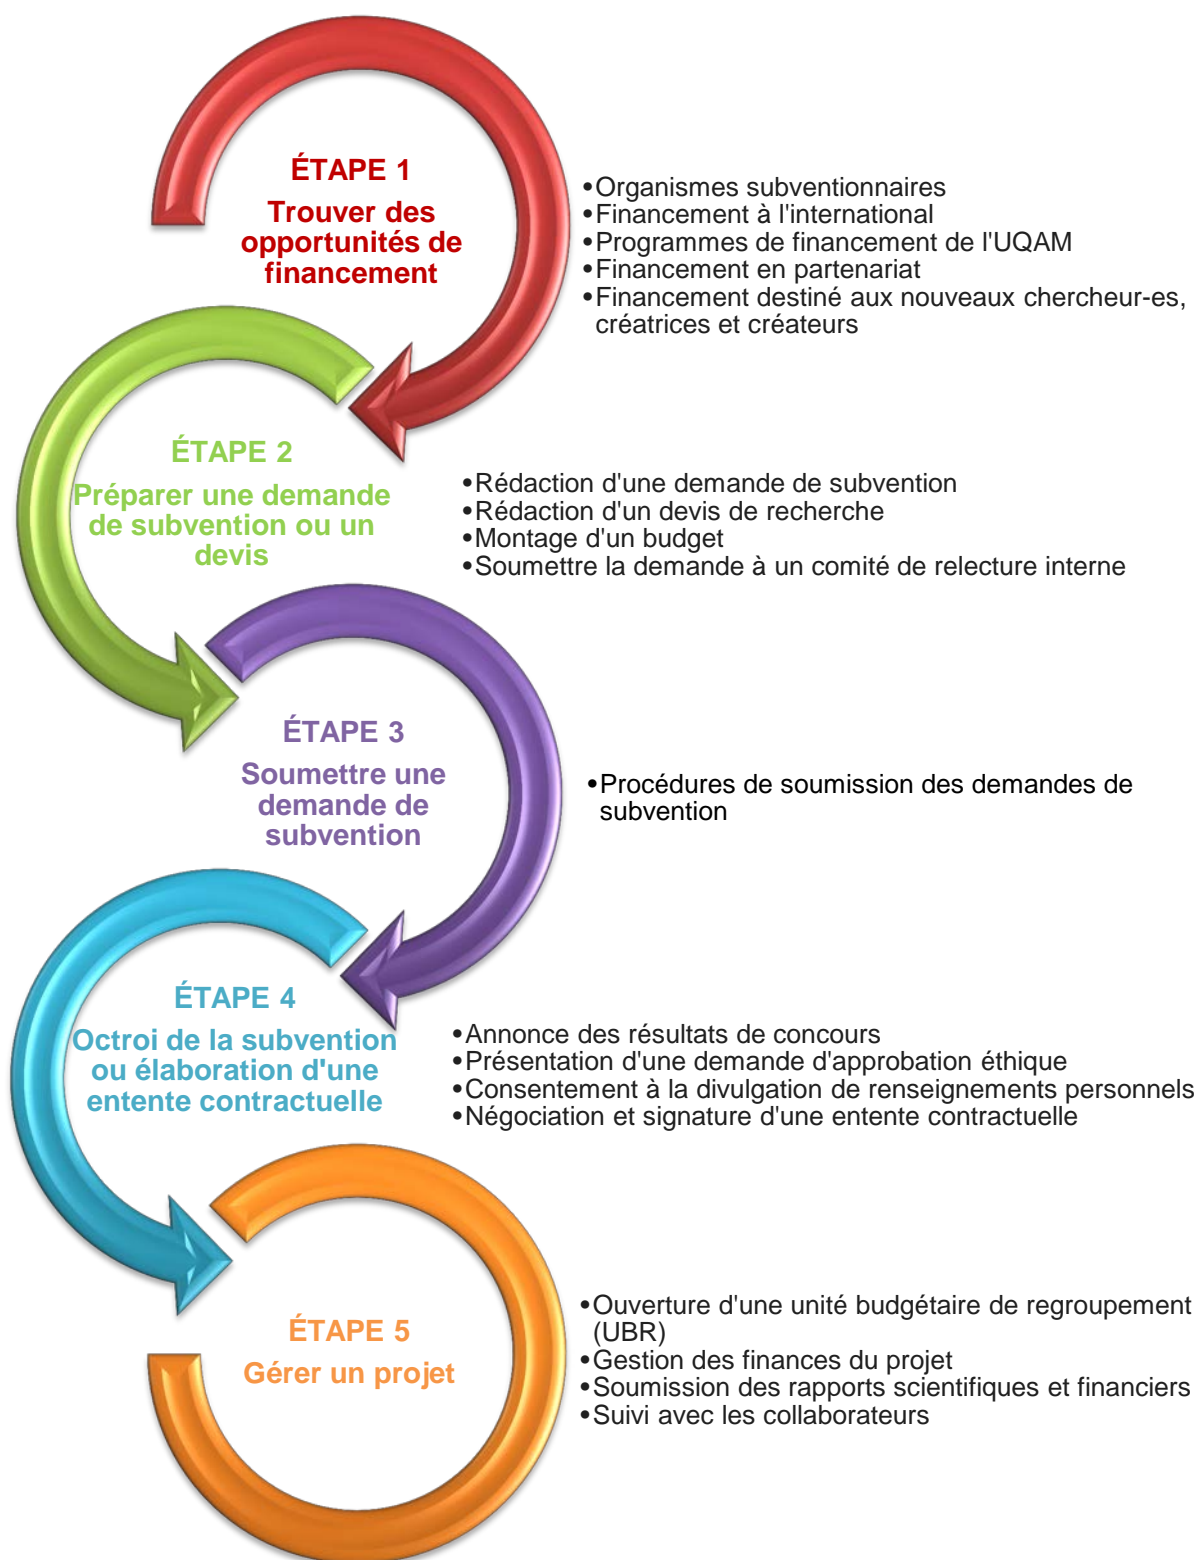 ÉTAPE 1
Trouver des
opportunités de
financement
•Organismes subventionnaires
•Financement à l'international
•Programmes de financement de l'UQAM
•Financement en partenariat
•Financement destiné aux nouveaux chercheur-es,
créatrices et créateurs
ÉTAPE 2
Préparer une demande
de subvention ou un
devis
•Rédaction d'une demande de subvention
•Rédaction d'un devis de recherche
•Montage d'un budget
•Soumettre la demande à un comité de relecture interne
ÉTAPE 3
Soumettre une
demande de
subvention
•Procédures de soumission des demandes de
subvention
ÉTAPE 4
Octroi de la subvention
ou élaboration d'une
entente contractuelle
•Annonce des résultats de concours
•Présentation d'une demande d'approbation éthique
•Consentement à la divulgation de renseignements personnels
•Négociation et signature d'une entente contractuelle
ÉTAPE 5
Gérer un projet
•Ouverture d'une unité budgétaire de regroupement
(UBR)
•Gestion des finances du projet
•Soumission des rapports scientifiques et financiers
•Suivi avec les collaborateurs